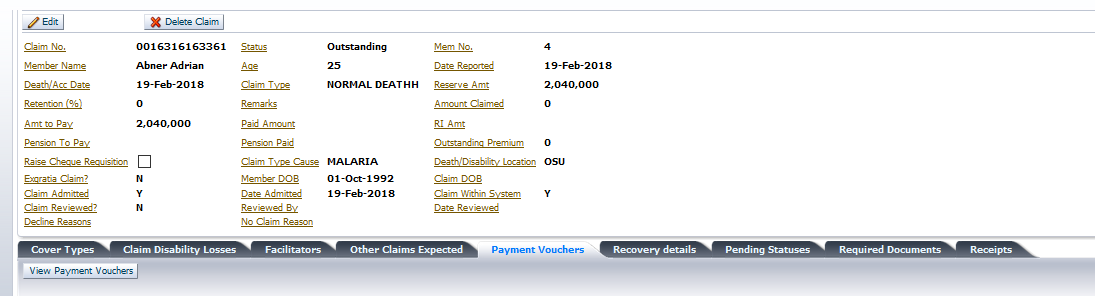 Edit Delete Claim
Claim No. 0016316163361 Status Outstanding Mem No. 4
Member Name Abner Adrian Age 25 Date Reported 19-Feb-2018
Death/Acc Date 19-Feb-2018 Claim Type NORMAL DEATHH Reserve Amt 2,040,000
Retention (%) 0 Remarks Amount Claimed 0
Amt to Pay 2,040,000 Paid Amount RI Amt
Pension To Pay Pension Paid Outstanding Premium 0
Raise Cheque Requisition Claim Type Cause MALARIA Death/Disability Location OSU
Exgratia Claim? N Member DOB 01-Oct-1992 Claim DOB
Claim Admitted Y Date Admitted 19-Feb-2018 Claim Within System Y
Claim Reviewed? N Reviewed By Date Reviewed
Decline Reasons No Claim Reason
Cover Types Claim Disability Losses Facilitators Other Claims Expected Payment Vouchers Recovery details Pending Statuses Required Documents Receipts
View Payment Vouchers